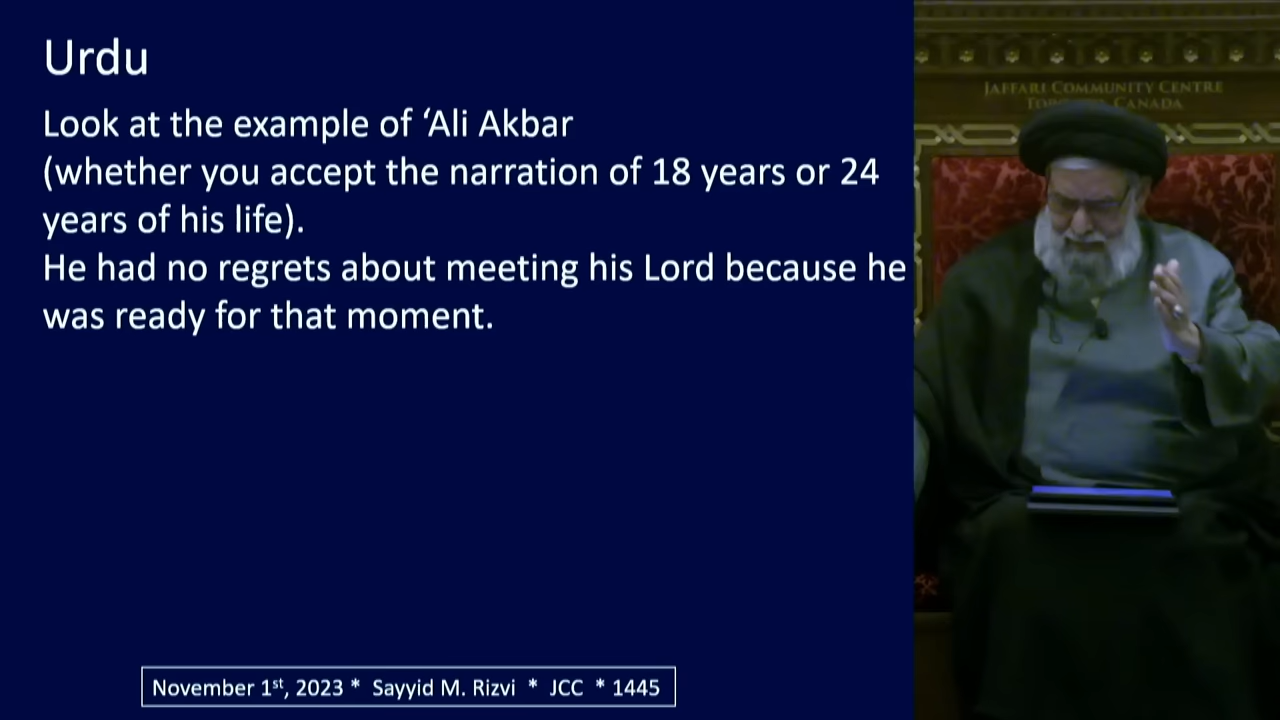 Urdu
Look at the example of ‘Ali Akbar
(whether you accept the narration of 18 years or 24
years of his life).
He had no regrets about meeting his Lord because he
was ready for that moment.
November 1st, 2023 * Sayyid M. Rizvi * JCC * 1445
JAFFARI COMMUNITY CENTRE
CANADA